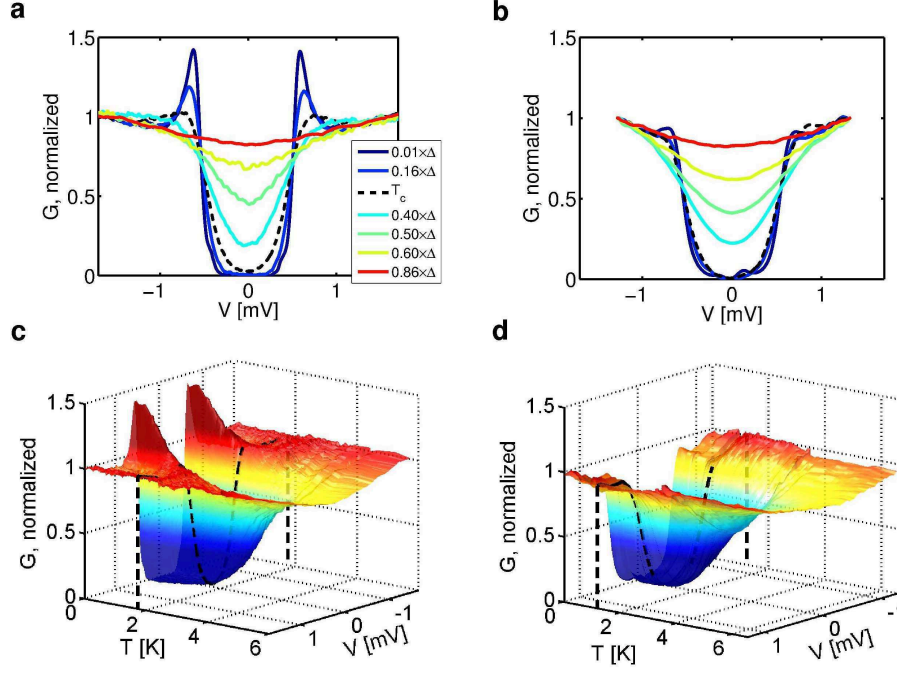 a
b
G, normalized
1.5
1
0.5
0
−1
0
1
V [mV]
0.01×Δ
0.16×Δ
Tc
0.40×Δ
0.50×Δ
0.60×Δ
0.86×Δ
G, normalized
1.5
1
0.5
0
−1
0
1
V [mV]
c
d
G, normalized
1.5
1
0.5
0
0
2
4
6
T [K]
1
0
-1
V [mV]
G, normalized
1.5
1
0.5
0
0
2
4
6
T [K]
1
0
-1
V [mV]